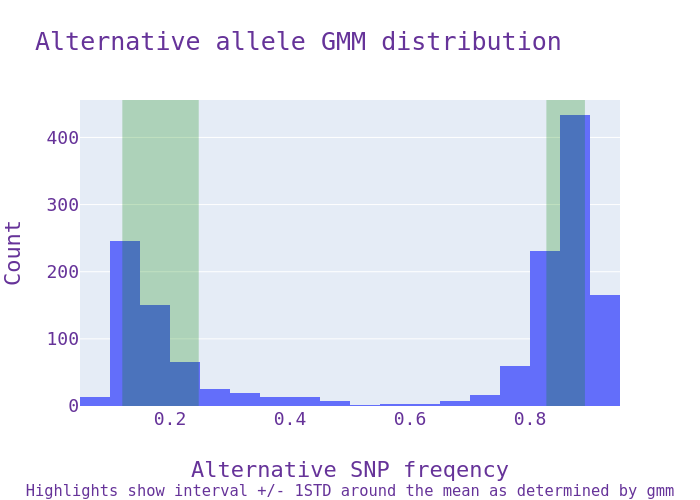 Alternative allele GMM distribution
400
300
200
100
0
Count
0.2 0.4 0.6 0.8
Alternative SNP freqency
Highlights show interval +/- 1STD around the mean as determined by gmm